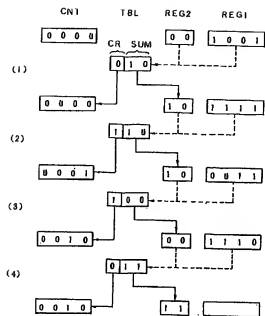 CNT TBL REG2 REG1
0 0 0 0 0 0 1 0 0 1
CR SUM
(1) 0 1 0
0 0 0 0 1 0 1 1 1 1
(2) 1 1 0
0 0 0 1 1 0 0 0 1 1
(3) 1 0 0
0 0 1 0 0 0 1 1 1 0
(4) 0 1 1
0 0 1 0 1 1